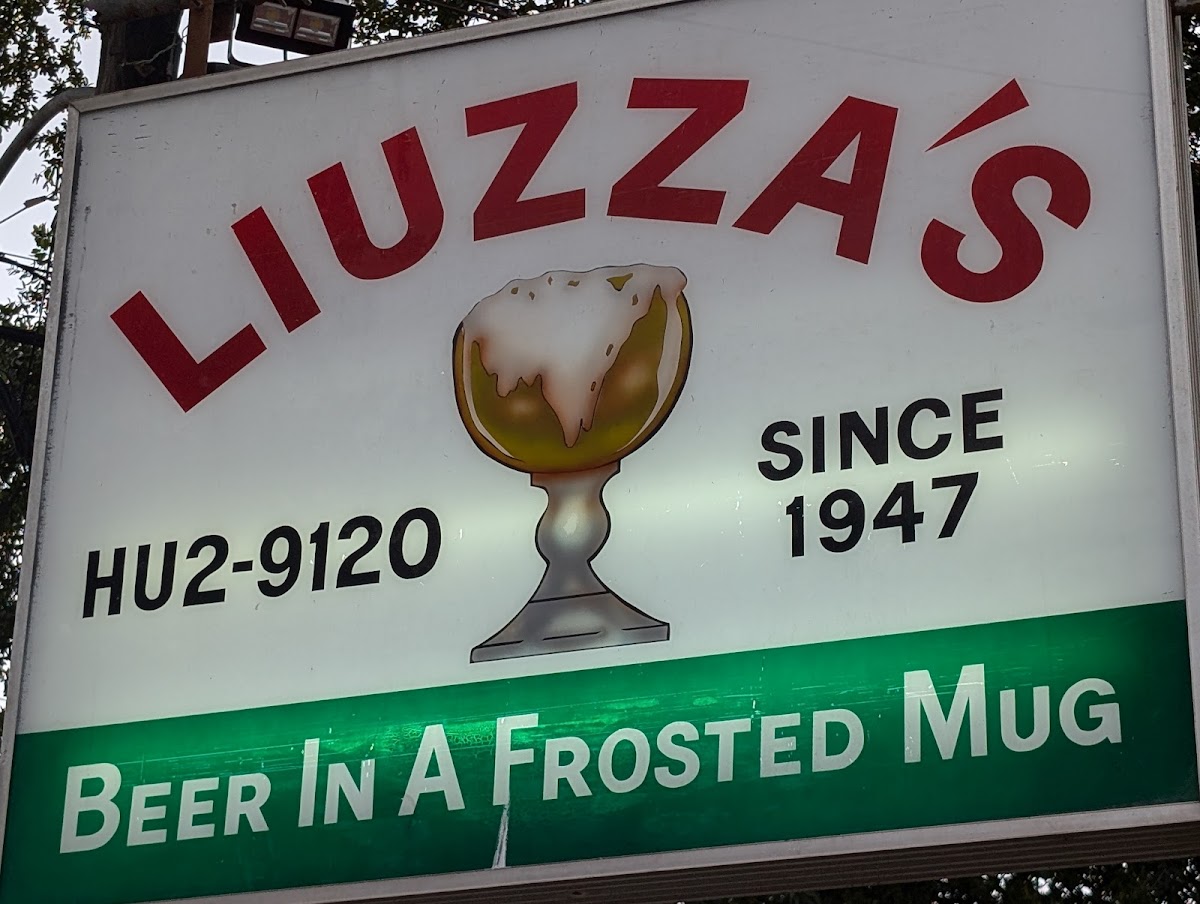 LIUZZA'S
SINCE
1947
HU2-9120
BEER IN A FROSTED MUG